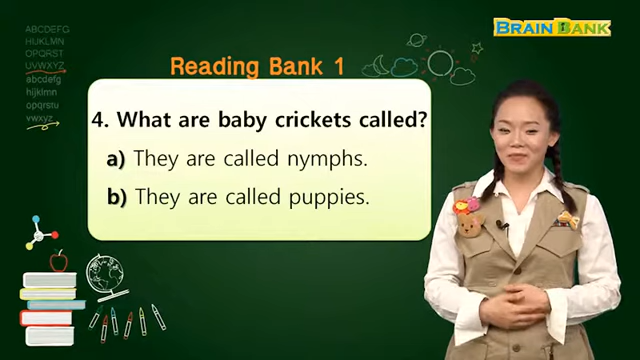 ABCDEFG
HIJKLMN
OPQRST
UVWXYZ
abcdefg
hijklmn
opqrstu
vwxyz
BRAIN BANK
Reading Bank 1
4. What are baby crickets called?
a) They are called nymphs.
b) They are called puppies.